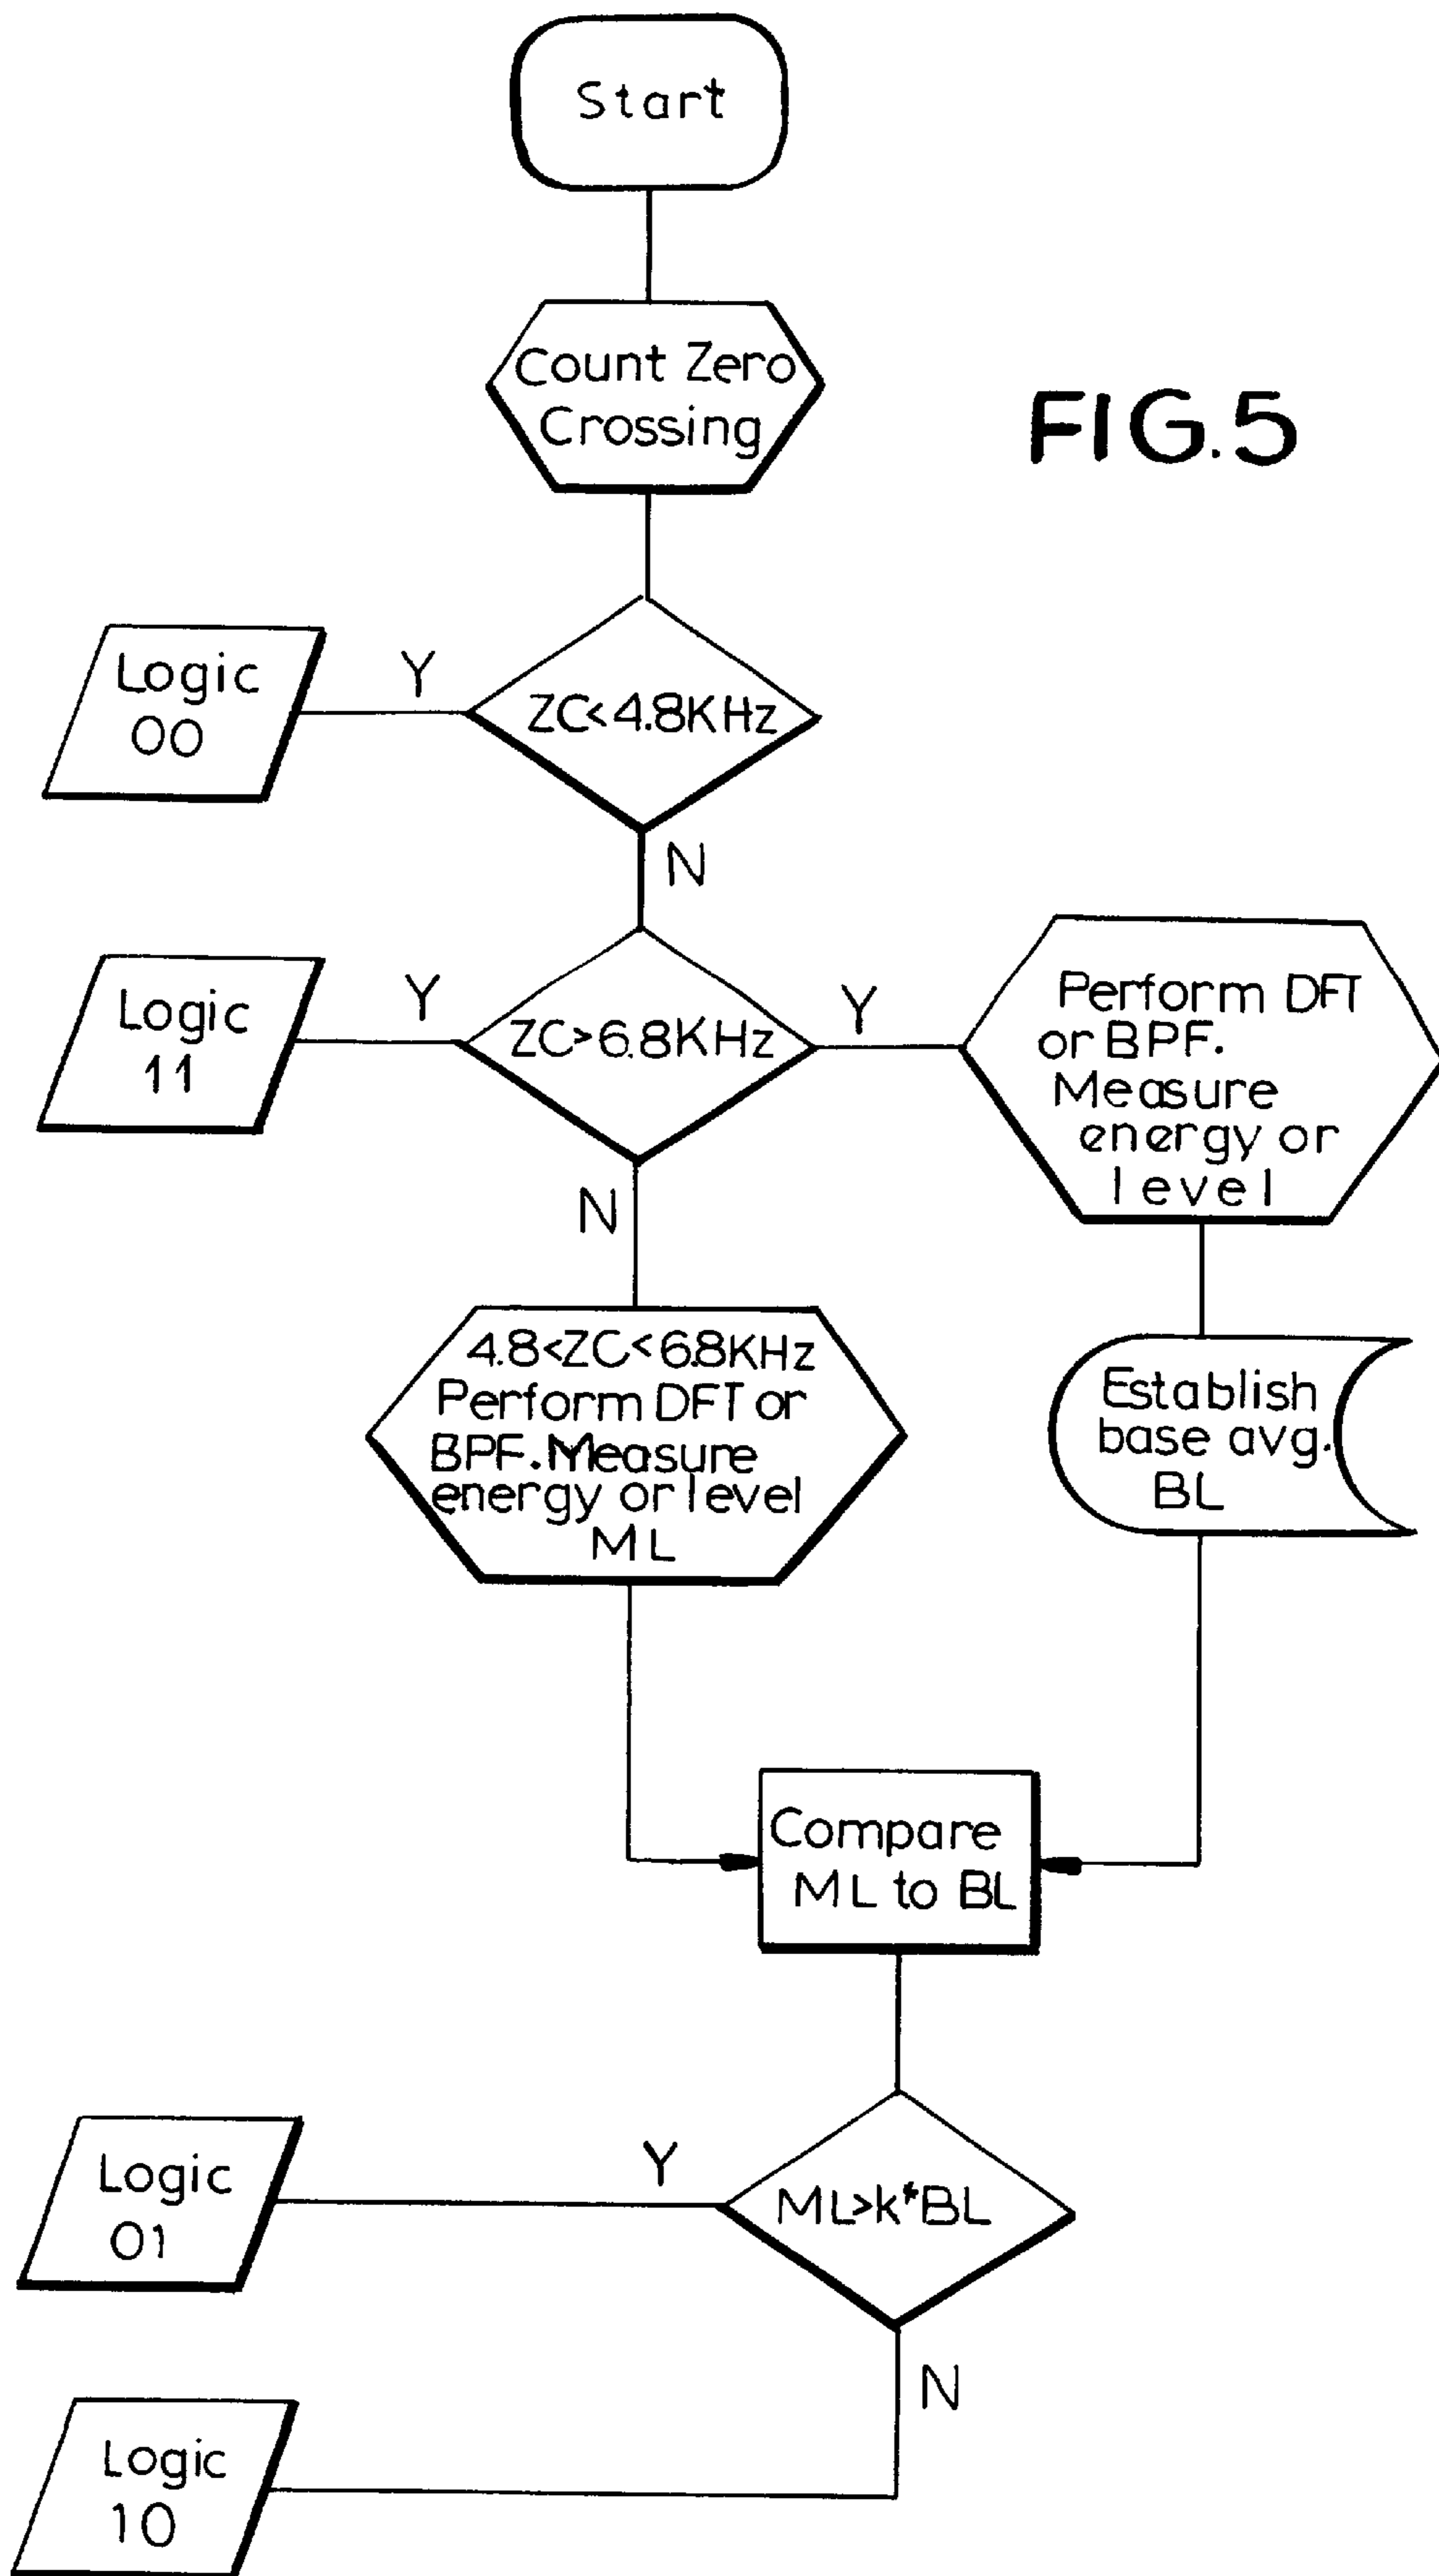 Start
Count Zero
Crossing
FIG.5
Logic
00
Y
ZC<4.8KHz
N
Logic
11
Y
ZC>6.8KHz
Y
Perform DFT
or BPF.
Measure
energy or
level
N
4.8<ZC<6.8KHz
Perform DFT or
BPF.Measure
energy or level
ML
Establish
base avg.
BL
Compare
ML to BL
Logic
01
Y
ML>k*BL
N
Logic
10